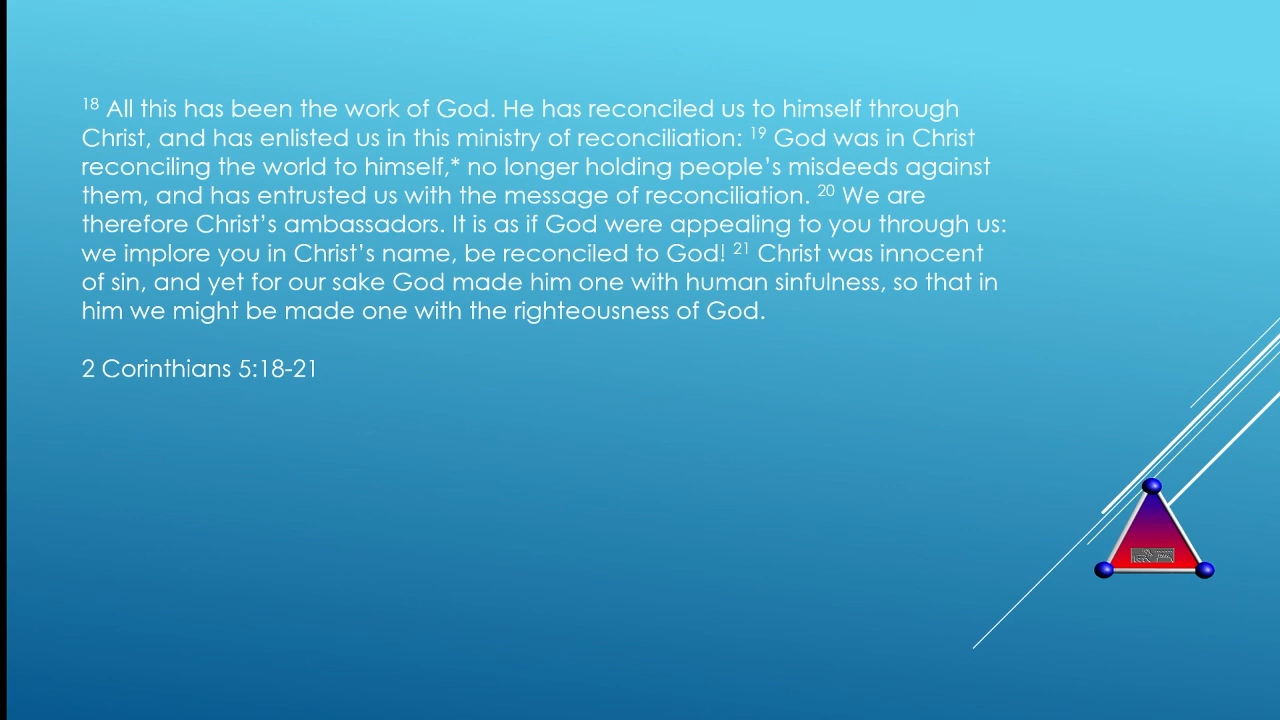 18 All this has been the work of God. He has reconciled us to himself through
Christ, and has enlisted us in this ministry of reconciliation: 19 God was in Christ
reconciling the world to himself,* no longer holding people’s misdeeds against
them, and has entrusted us with the message of reconciliation. 20 We are
therefore Christ’s ambassadors. It is as if God were appealing to you through us:
we implore you in Christ’s name, be reconciled to God! 21 Christ was innocent
of sin, and yet for our sake God made him one with human sinfulness, so that in
him we might be made one with the righteousness of God.
2 Corinthians 5:18-21